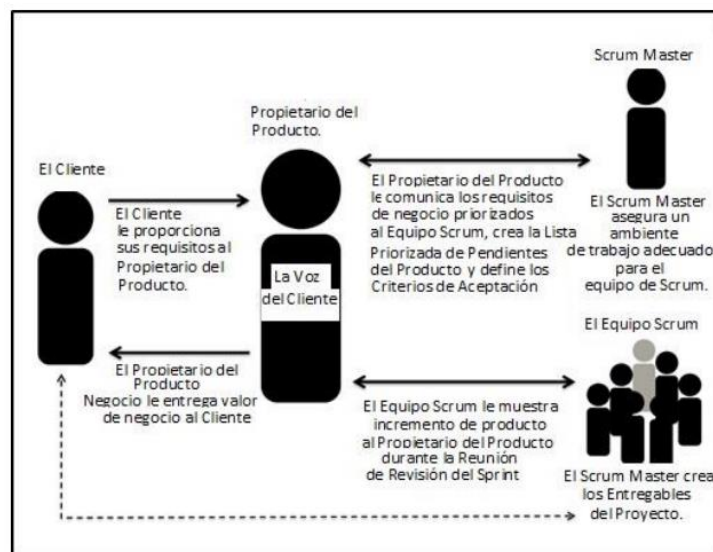 Scrum Master
Propietario del
Producto.
El Cliente
El Cliente
le proporciona
sus requisitos al
Propietario del
Producto.
El Propietario del Producto
le comunica los requisitos
de negocio priorizados
al Equipo Scrum, crea la Lista
Priorizada de Pendientes
del Producto y define los
Criterios de Aceptación
El Scrum Master
asegura un
ambiente
de trabajo adecuado
para el
equipo de Scrum.
La Voz
del Cliente
El Equipo Scrum
El Propietario del
Producto
Negocio le entrega valor
de negocio al Cliente
El Equipo Scrum le muestra
incremento de producto
al Propietario del Producto
durante la Reunión
de Revisión del Sprint
El Scrum Master crea
los Entregables
del Proyecto.